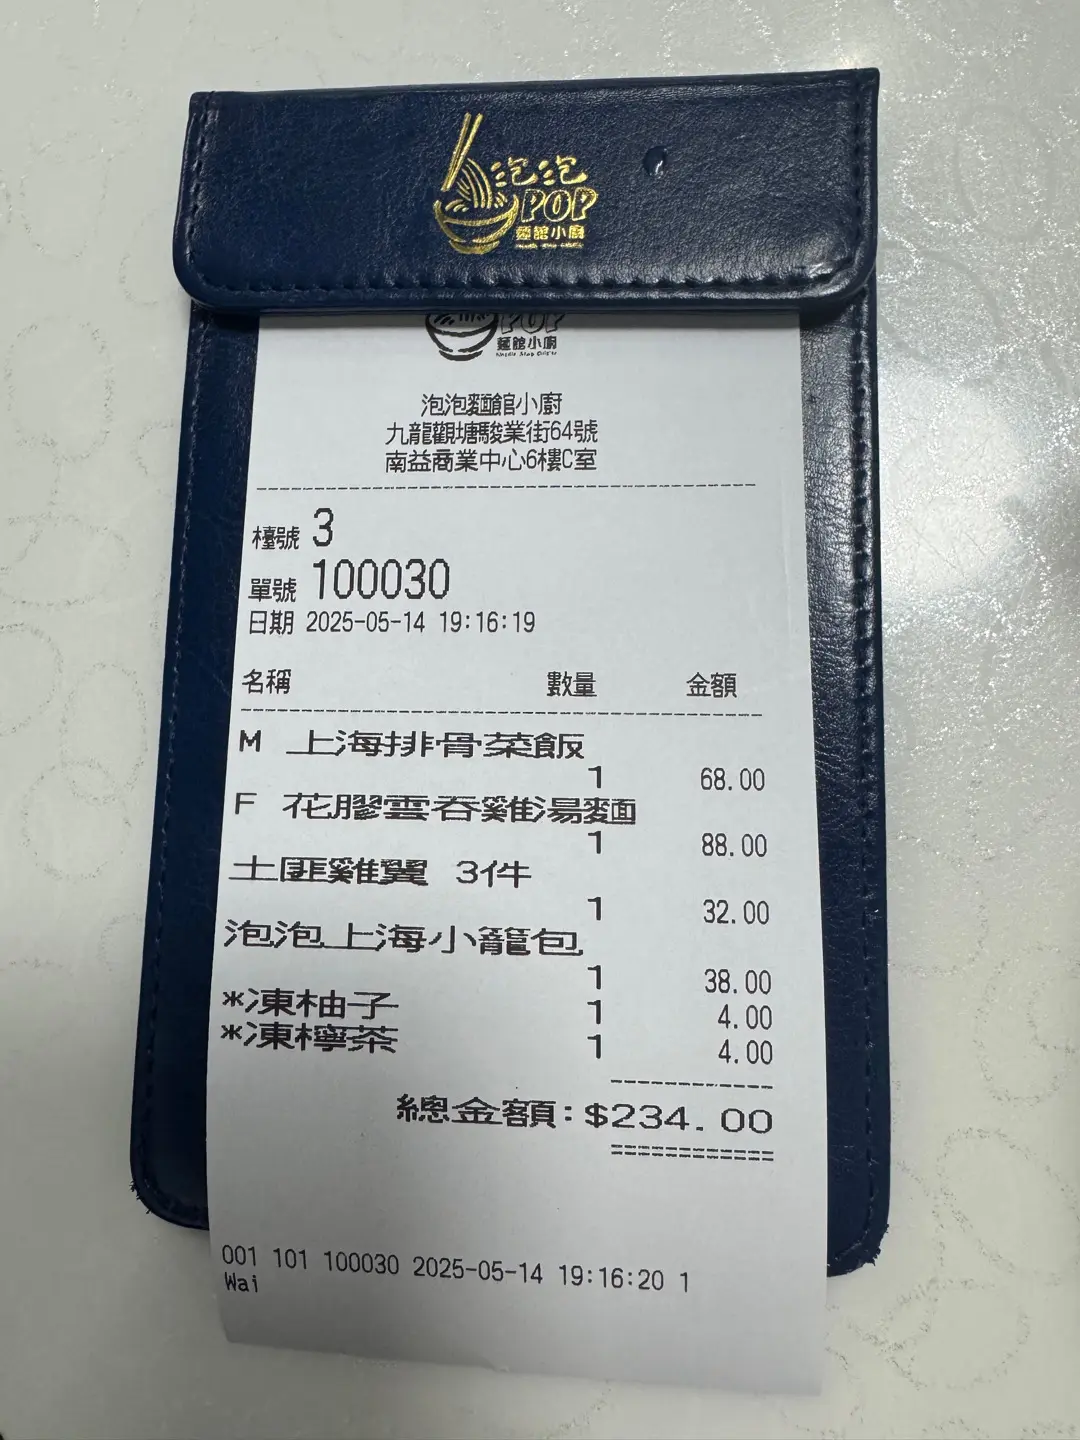 泡泡
POP
麵館小廚
POP
麵館小廚
Noodle Shop Cuisine
泡泡麵館小廚
九龍觀塘駿業街64號
南益商業中心6樓C室
檯號 3
單號 100030
日期 2025-05-14 19:16:19
名稱 數量 金額
M 上海排骨菜飯
1 68.00
F 花膠雲吞雞湯麵
1 88.00
土匪雞翼 3件
1 32.00
泡泡上海小籠包
1 38.00
*凍柚子 1 4.00
*凍檸茶 1 4.00
總金額:$234.00
001 101 100030 2025-05-14 19:16:20 1
Wai